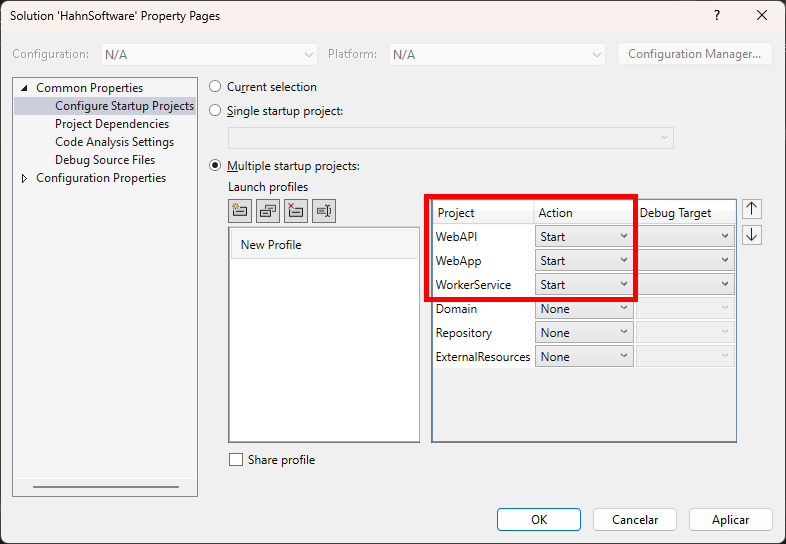 Solution 'HahnSoftware' Property Pages
Configuration: N/A Platform: N/A Configuration Manager...
Common Properties
Configure Startup Projects
Project Dependencies
Code Analysis Settings
Debug Source Files
Configuration Properties
Current selection
Single startup project:
Multiple startup projects:
Launch profiles
New Profile
Project Action Debug Target
WebAPI Start
WebApp Start
WorkerService Start
Domain None
Repository None
ExternalResources None
Share profile
OK Cancelar Aplicar